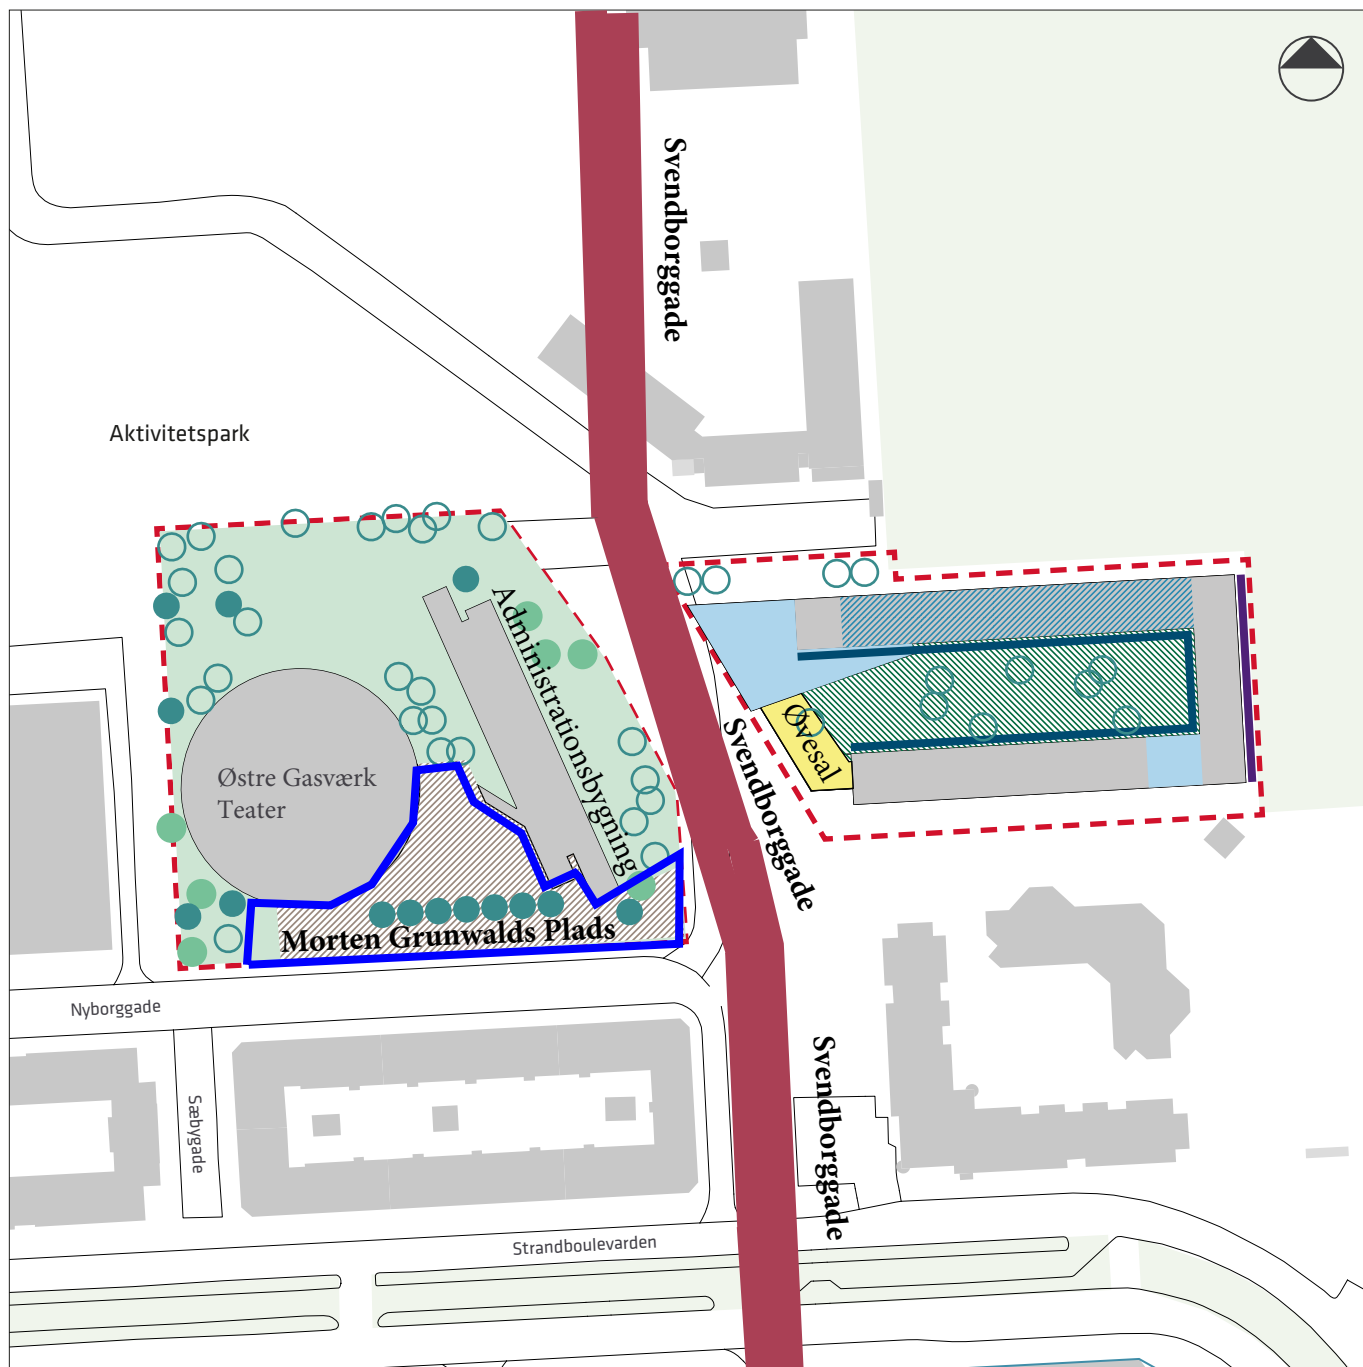 Svendborggade
Aktivitetspark
Administrationsbygning
Østre Gasværk
Teater
Øvesal
Svendborggade
Morten Grunwalds Plads
Nyborggade
Sæbygade
Svendborggade
Strandboulevarden